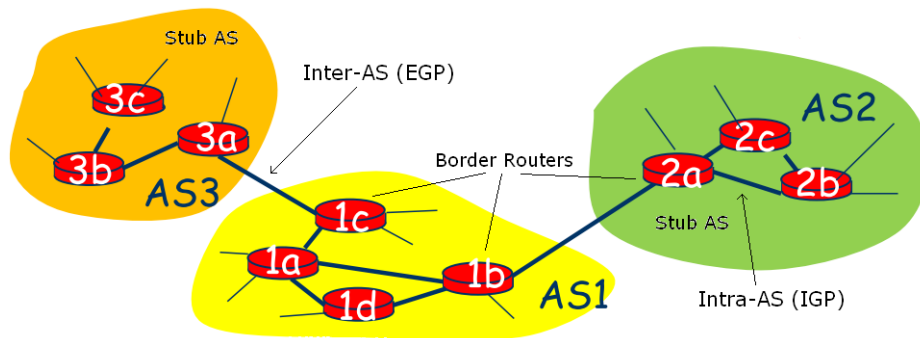 Stub AS
Inter-AS (EGP)
3c
3a
3b
AS3
Border Routers
AS2
2c
2a
2b
Stub AS
1c
1a
1b
1d
AS1
Intra-AS (IGP)